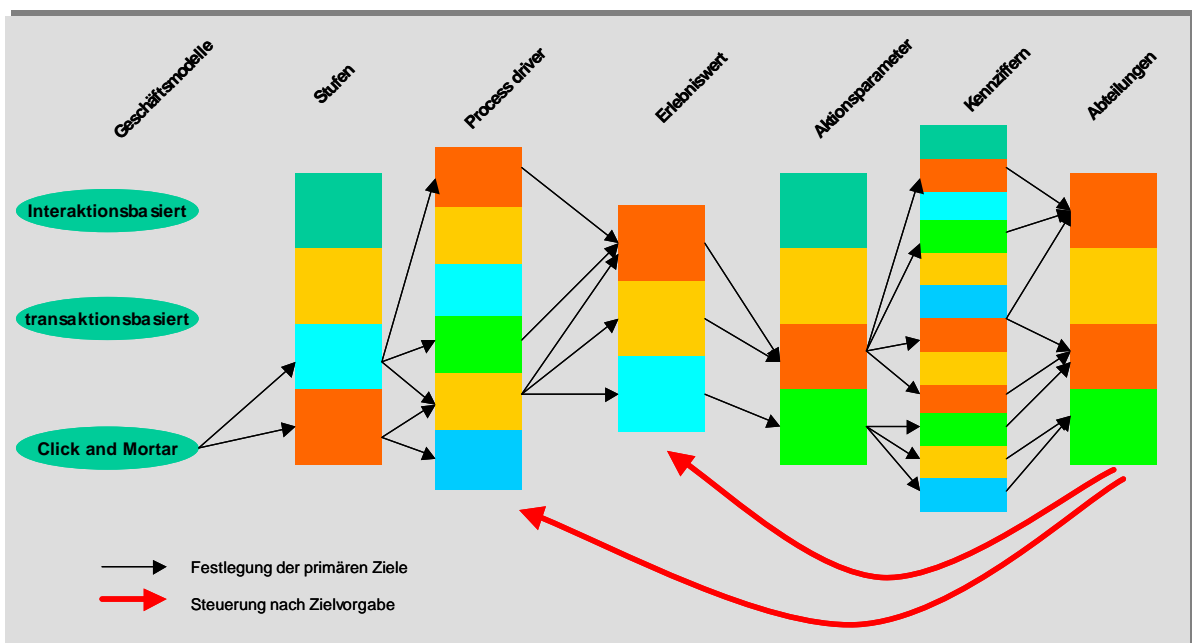 Geschäftsmodelle
Stufen
Process driver
Erlebniswert
Aktionsparameter
Kennziffern
Abteilungen
Interaktionsbasiert
transaktionsbasiert
Click and Mortar
Festlegung der primären Ziele
Steuerung nach Zielvorgabe